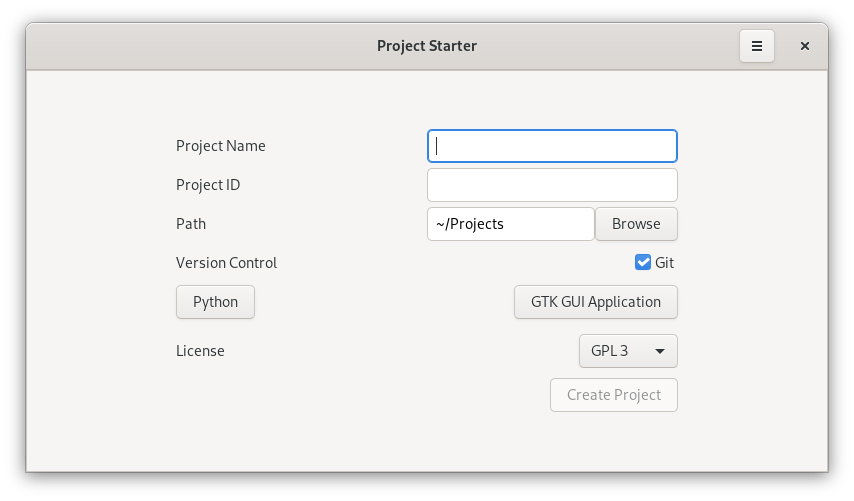 Project Starter
Project Name
Project ID
Path ~/Projects Browse
Version Control Git
Python GTK GUI Application
License GPL 3
Create Project